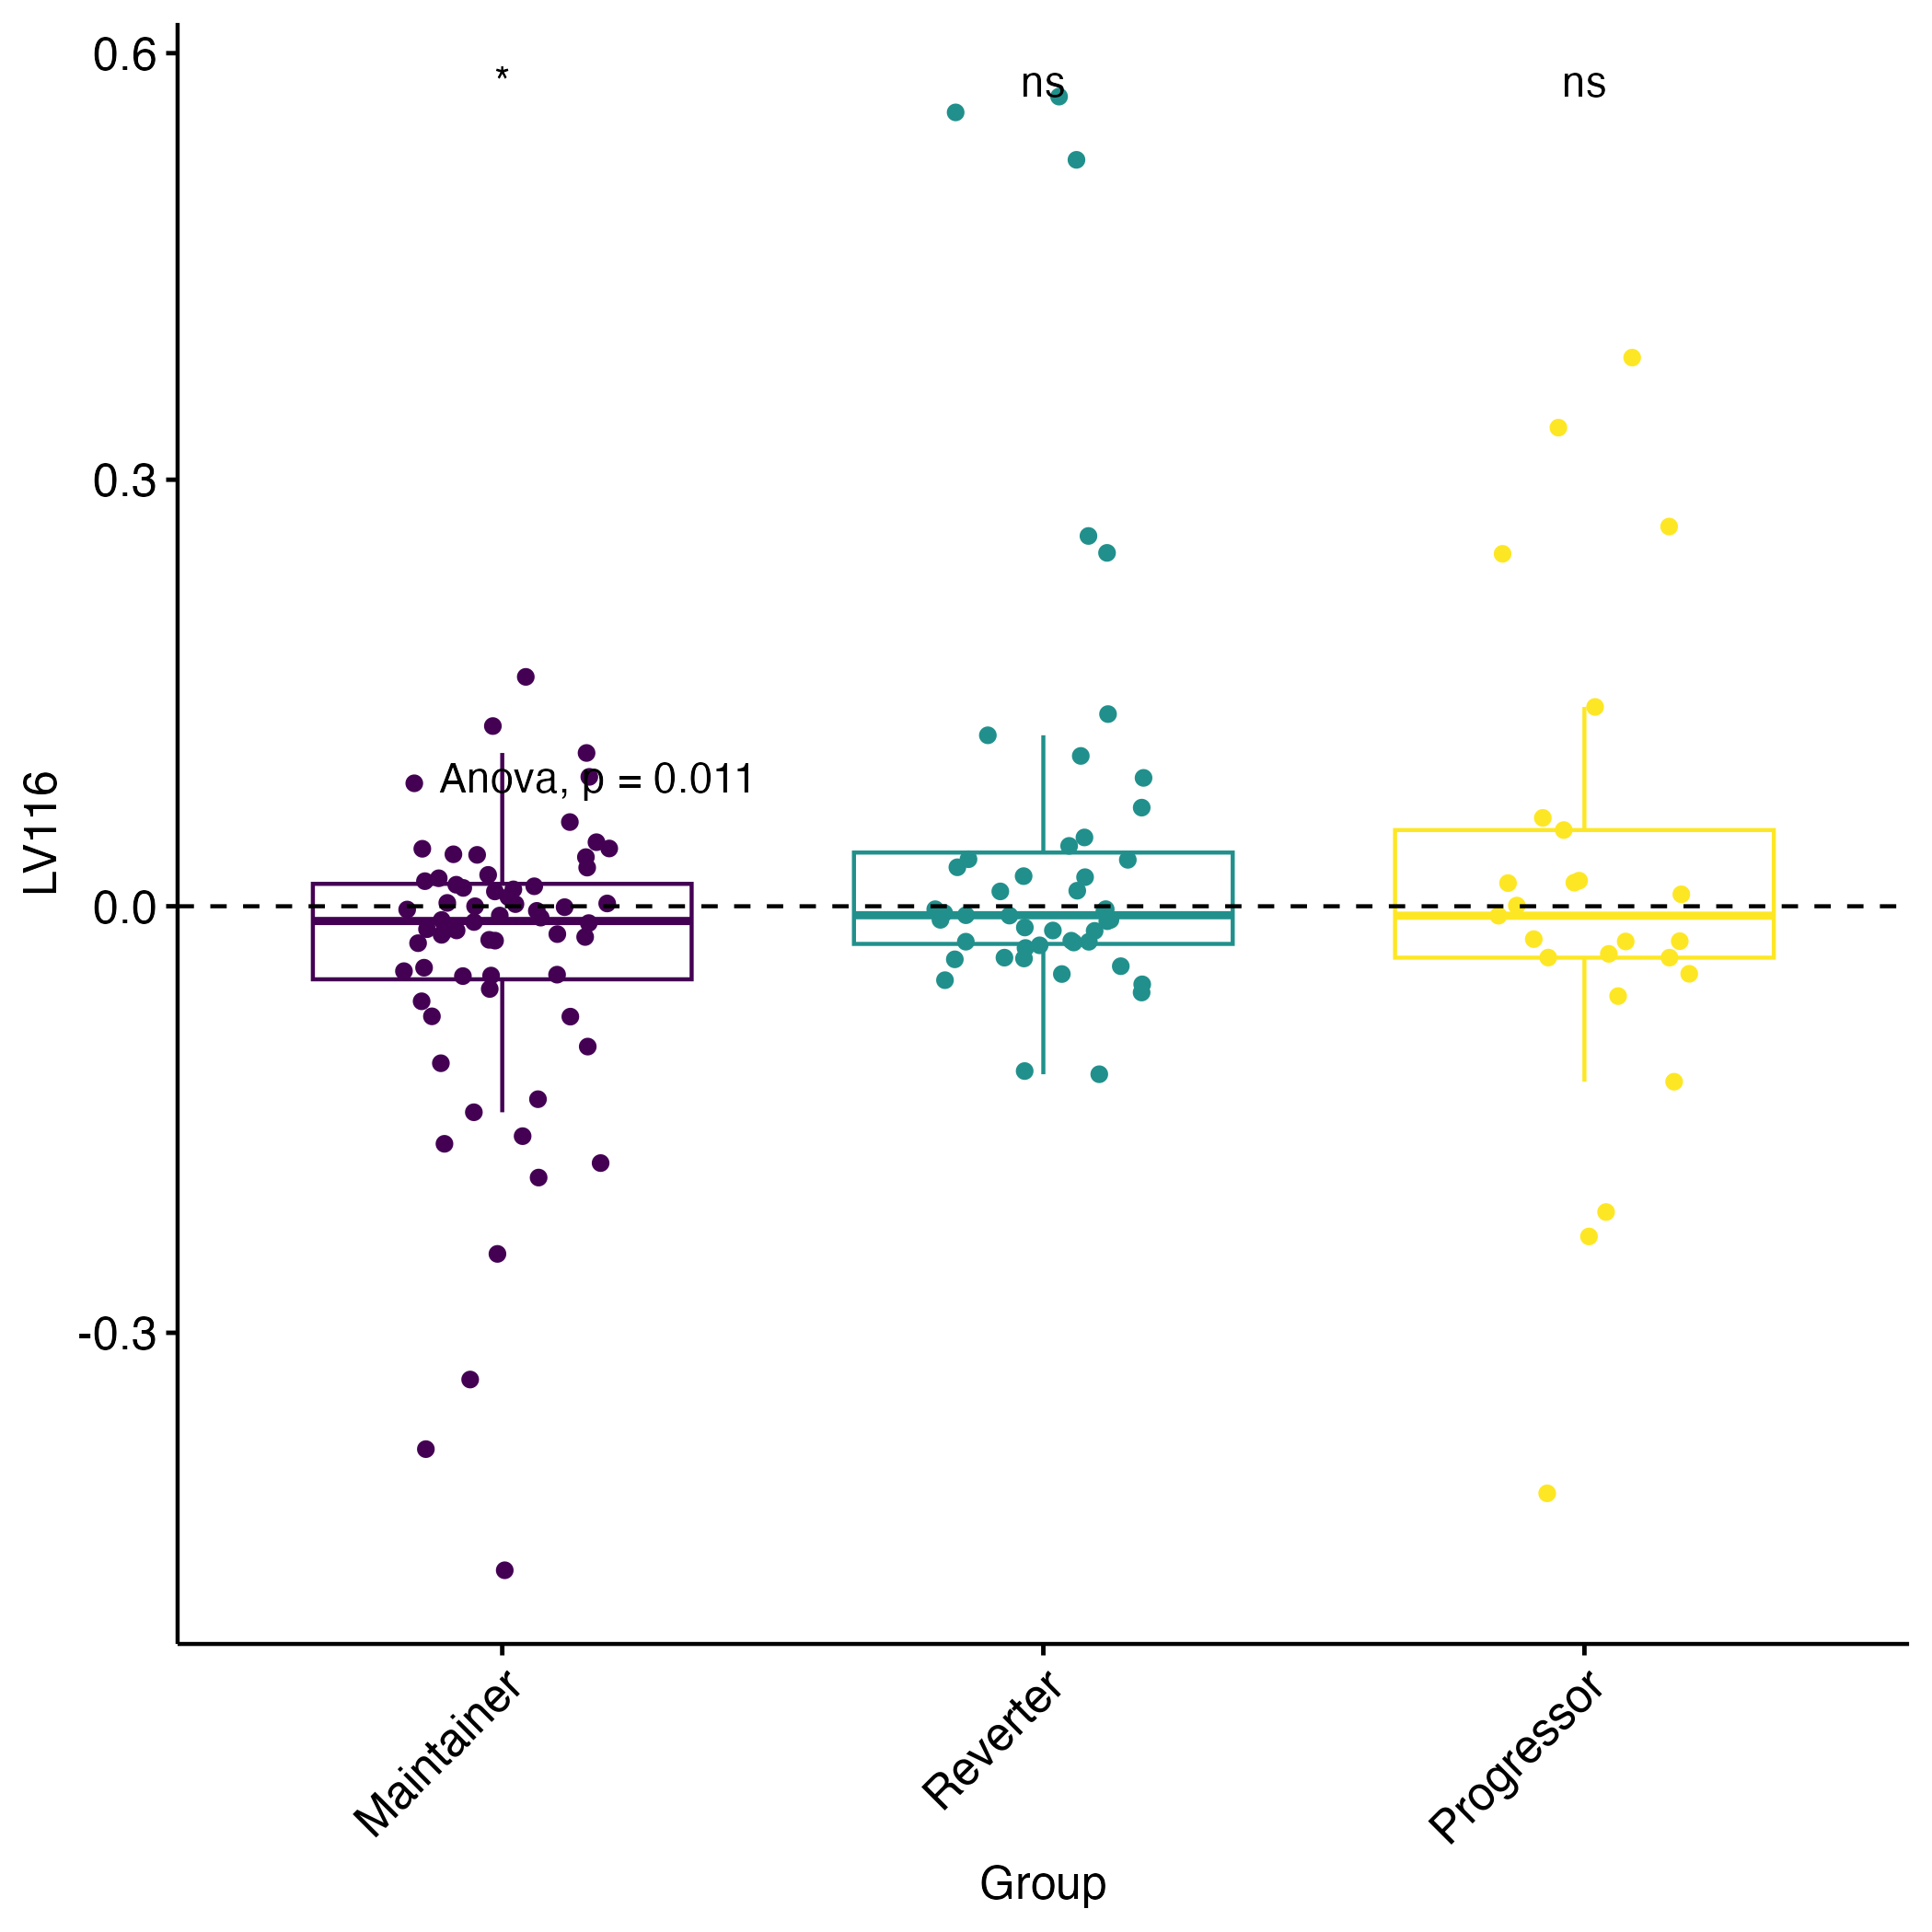 0.6
*
ns
ns
0.3
Anova, p = 0.011
LV116
0.0
-0.3
Maintainer
Reverter
Progressor
Group